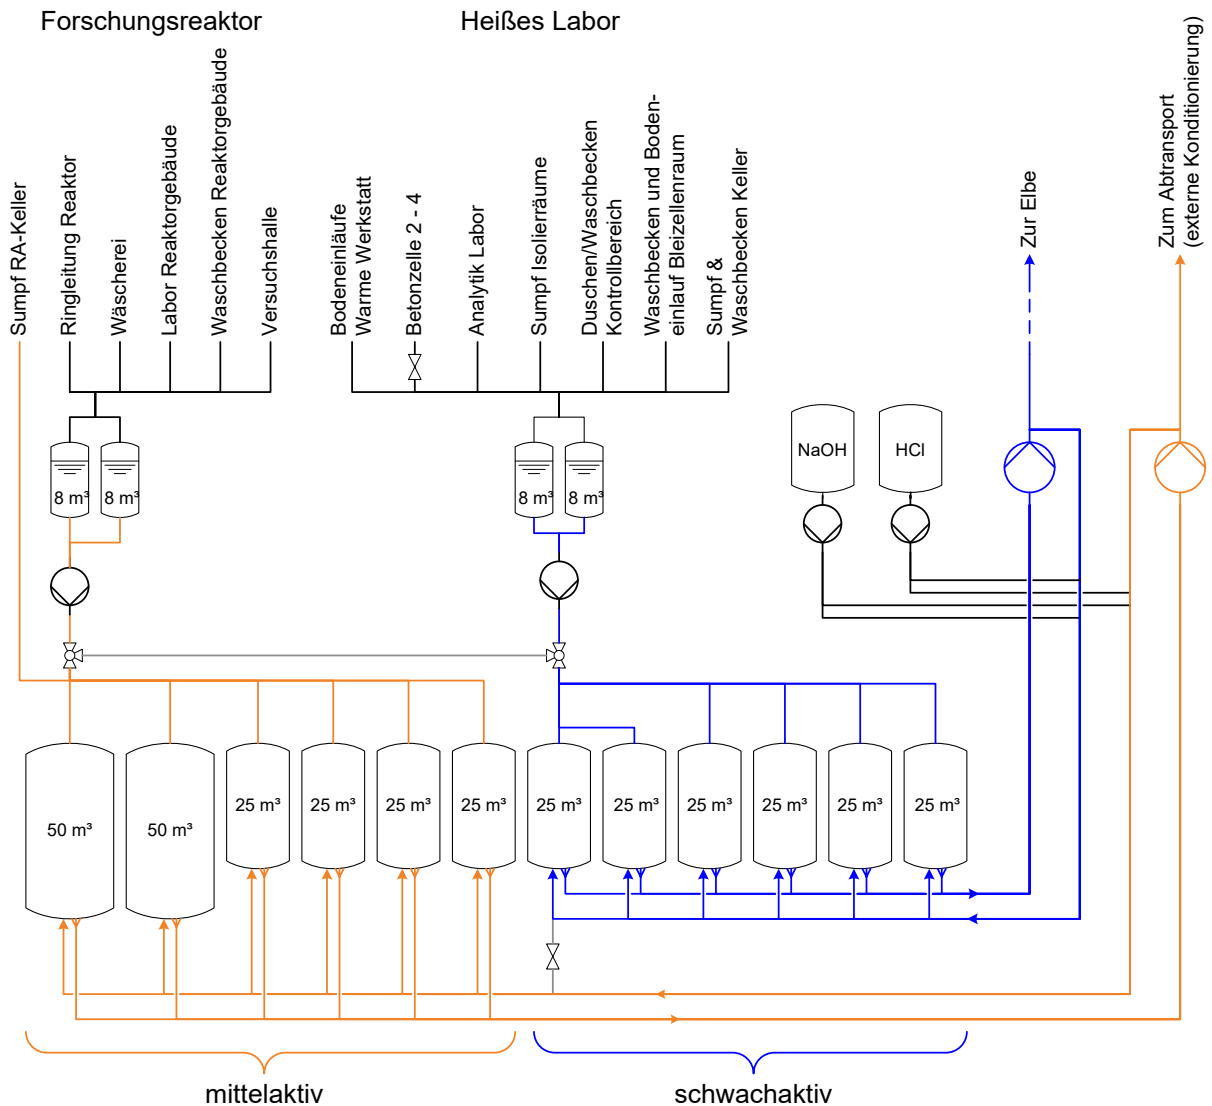 Forschungsreaktor
Heißes Labor
Sumpf RA-Keller
Ringleitung Reaktor
Wäscherei
Labor Reaktorgebäude
Waschbecken Reaktorgebäude
Versuchshalle
Bodeneinläufe
Warme Werkstatt
Betonzelle 2 - 4
Analytik Labor
Sumpf Isolierräume
Duschen/Waschbecken
Kontrollbereich
Waschbecken und Boden-
einlauf Bleizellenraum
Sumpf &
Waschbecken Keller
Zur Elbe
Zum Abtransport
(externe Konditionierung)
NaOH
HCl
8 m³
8 m³
8 m³
8 m³
50 m³
50 m³
25 m³
25 m³
25 m³
25 m³
25 m³
25 m³
25 m³
25 m³
25 m³
25 m³
mittelaktiv
schwachaktiv